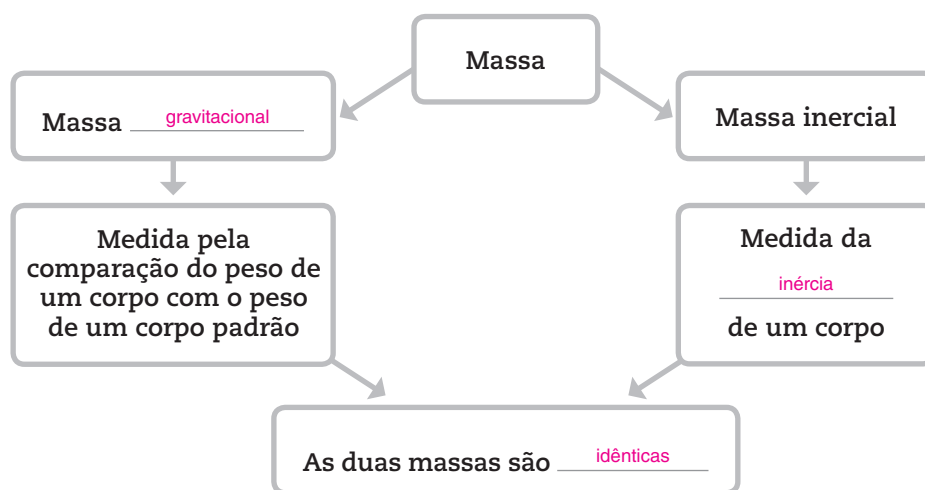 Massa
Massa gravitacional
Massa inercial
Medida pela
comparação do peso de
um corpo com o peso
de um corpo padrão
Medida da
inércia
de um corpo
As duas massas são idênticas